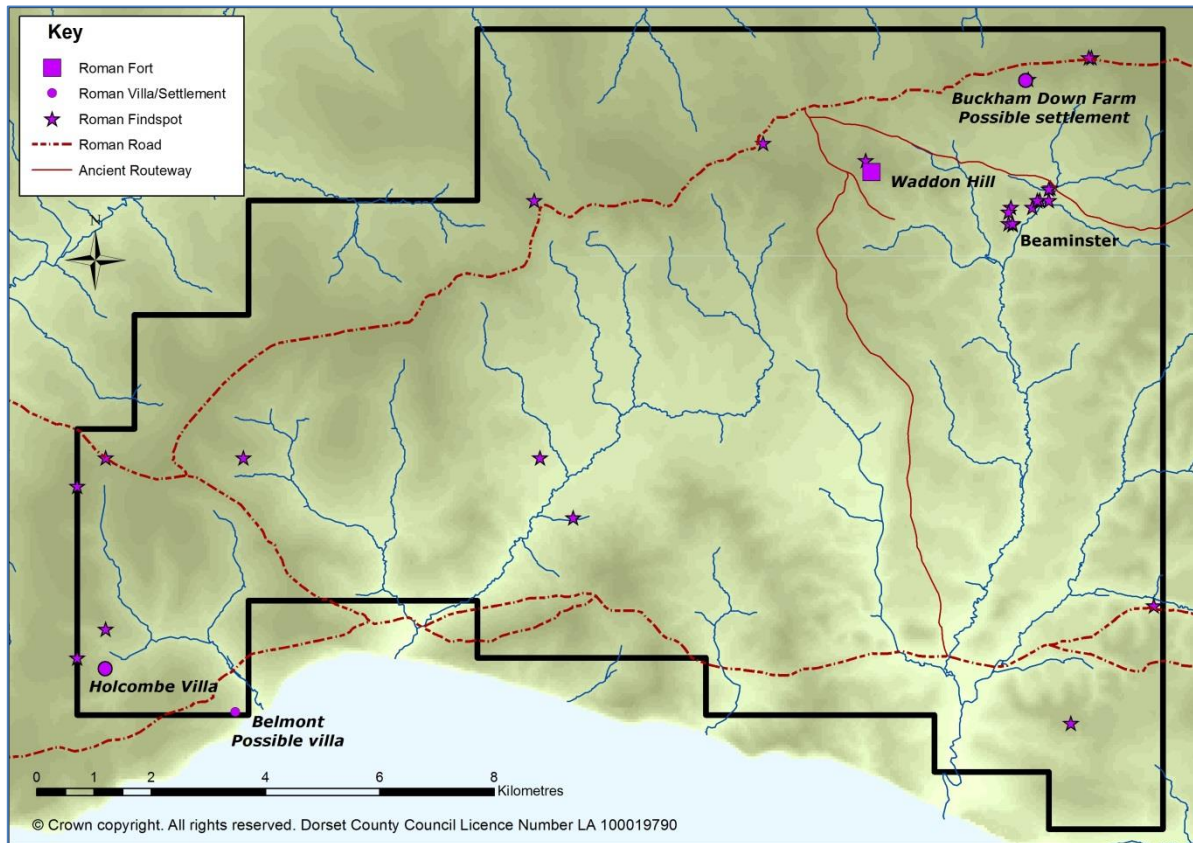 Key
Roman Fort
Roman Villa/Settlement
Roman Findspot
Roman Road
Ancient Routeway
N
Buckham Down Farm
Possible settlement
Waddon Hill
Beaminster
Holcombe Villa
Belmont
Possible villa
0 1 2 4 6 8
Kilometres
© Crown copyright. All rights reserved. Dorset County Council Licence Number LA 100019790